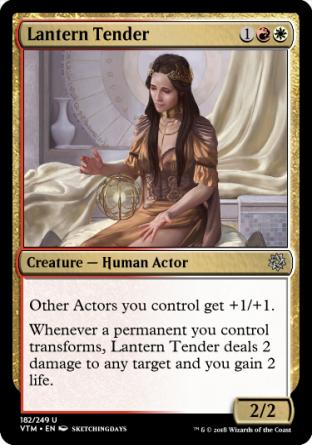 Lantern Tender 1
Creature — Human Actor
Other Actors you control get +1/+1.
Whenever a permanent you control
transforms, Lantern Tender deals 2
damage to any target and you gain 2
life.
2/2
182/249 U
VTM • EN SKETCHINGDAYS
™ & © 2018 Wizards of the Coast